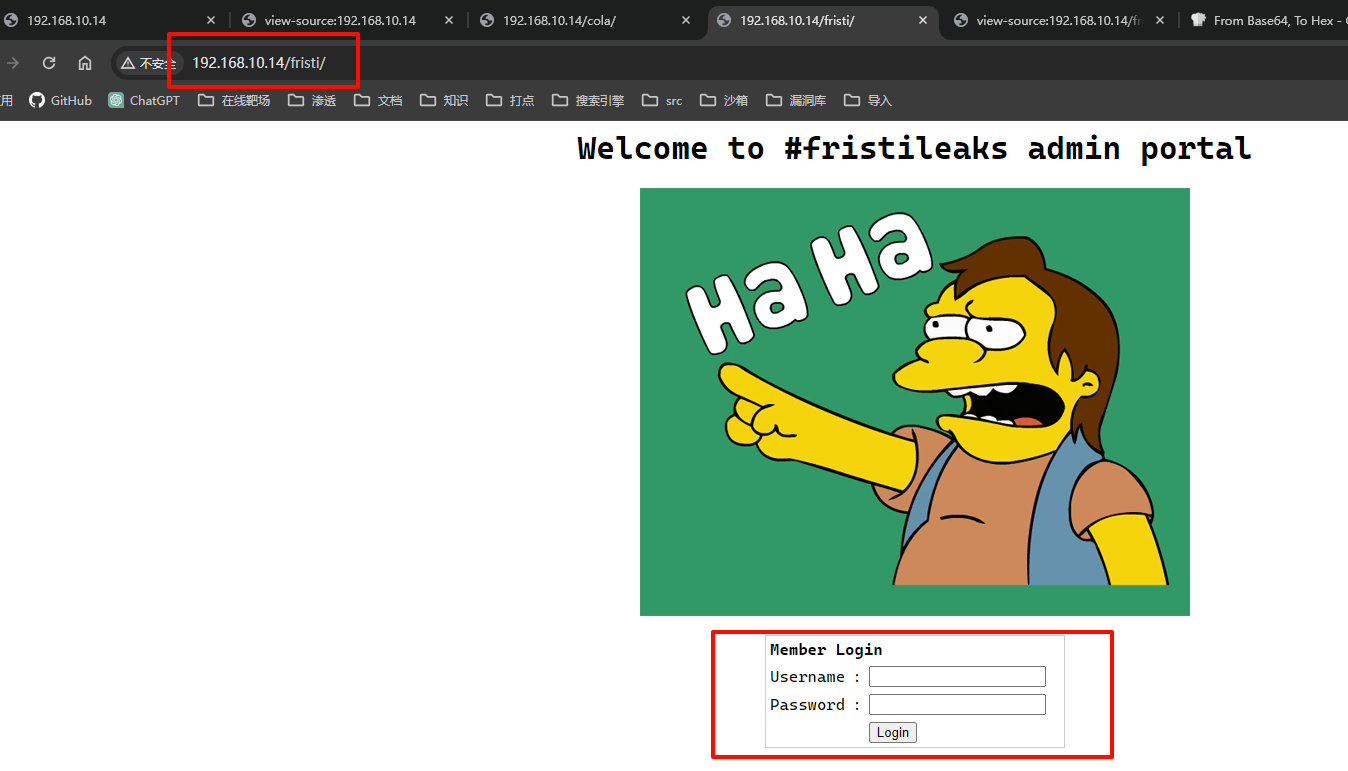 192.168.10.14 view-source:192.168.10.14 192.168.10.14/cola/ 192.168.10.14/fristi/ view-source:192.168.10.14/fr From Base64, To Hex -
不安全 192.168.10.14/fristi/
用 GitHub ChatGPT 在线靶场 渗透 文档 知识 打点 搜索引擎 src 沙箱 漏洞库 导入
Welcome to #fristileaks admin portal
Ha Ha Ha Ha
Member Login
Username :
Password :
Login